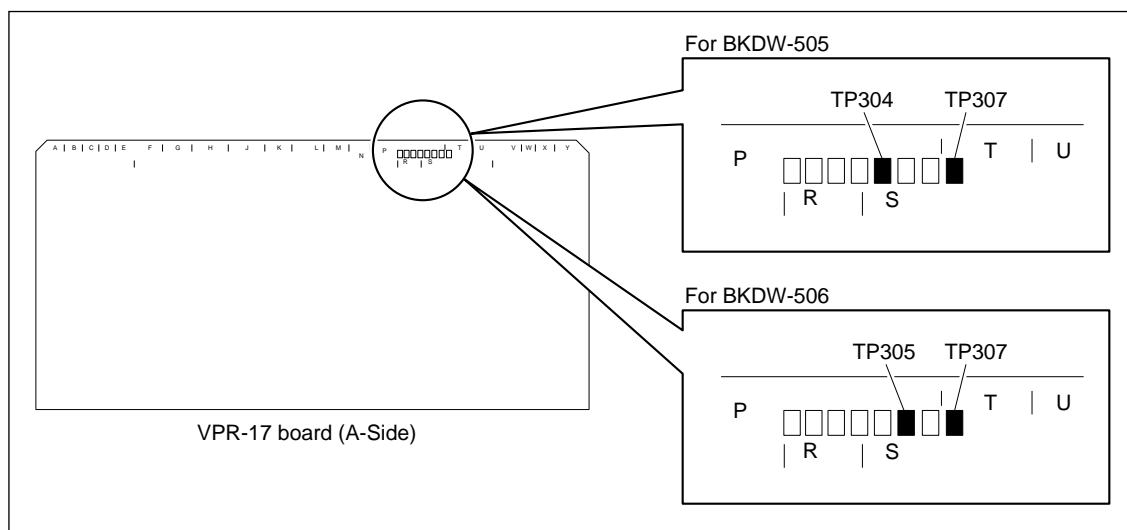 For BKDW-505
TP304 TP307
P T U
R S
A B C D E F G H J K L M N P R S T U V W X Y
For BKDW-506
TP305 TP307
P T U
R S
VPR-17 board (A-Side)